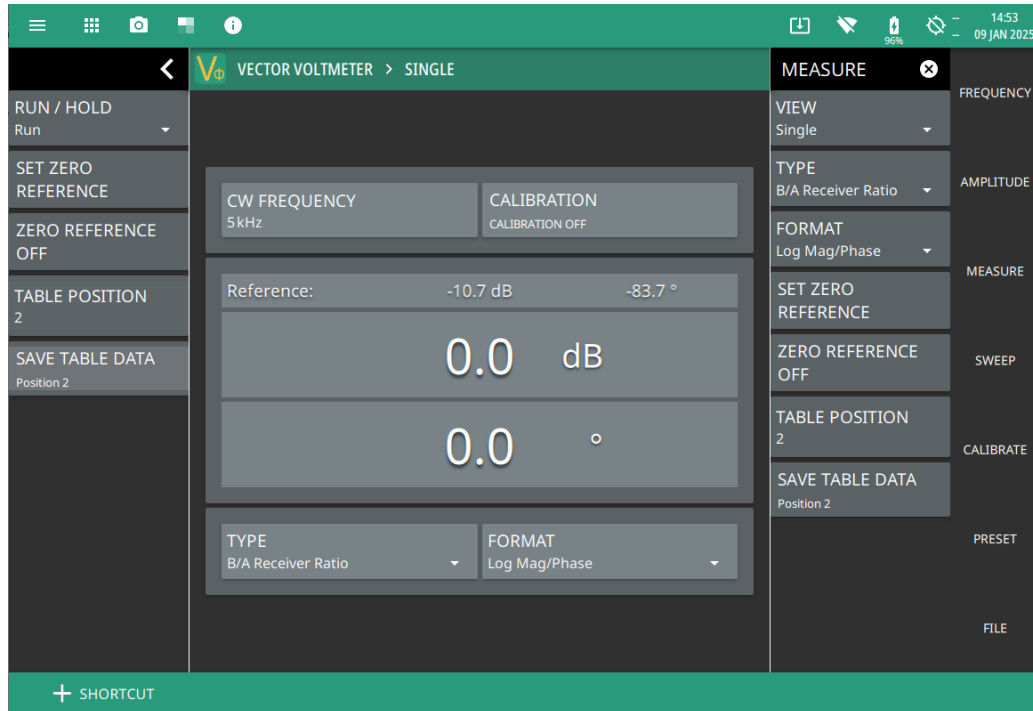 96%
--
--
14:53
09 JAN 2025
RUN / HOLD
Run
SET ZERO
REFERENCE
ZERO REFERENCE
OFF
TABLE POSITION
2
SAVE TABLE DATA
Position 2
VΦ VECTOR VOLTMETER > SINGLE
CW FREQUENCY
5 kHz
CALIBRATION
CALIBRATION OFF
Reference: -10.7 dB -83.7 °
0.0 dB
0.0 °
TYPE
B/A Receiver Ratio
FORMAT
Log Mag/Phase
MEASURE
VIEW
Single
TYPE
B/A Receiver Ratio
FORMAT
Log Mag/Phase
SET ZERO
REFERENCE
ZERO REFERENCE
OFF
TABLE POSITION
2
SAVE TABLE DATA
Position 2
FREQUENCY
AMPLITUDE
MEASURE
SWEEP
CALIBRATE
PRESET
FILE
+ SHORTCUT